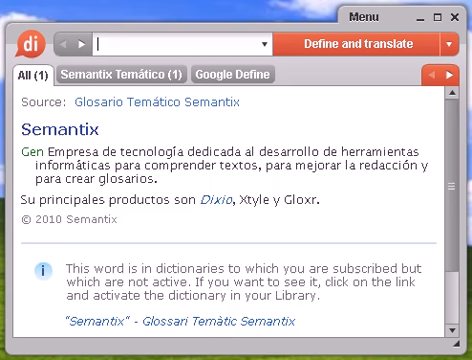 Menu
di
Define and translate
All (1) Semantix Temático (1) Google Define
Source: Glosario Temático Semantix
Semantix
Gen Empresa de tecnología dedicada al desarrollo de herramientas
informáticas para comprender textos, para mejorar la redacción y
para crear glosarios.
Su principales productos son Dixio, Xtyle y Gloxr.
© 2010 Semantix
i
This word is in dictionaries to which you are subscribed but
which are not active. If you want to see it, click on the link
and activate the dictionary in your Library.
"Semantix" - Glossari Temàtic Semantix